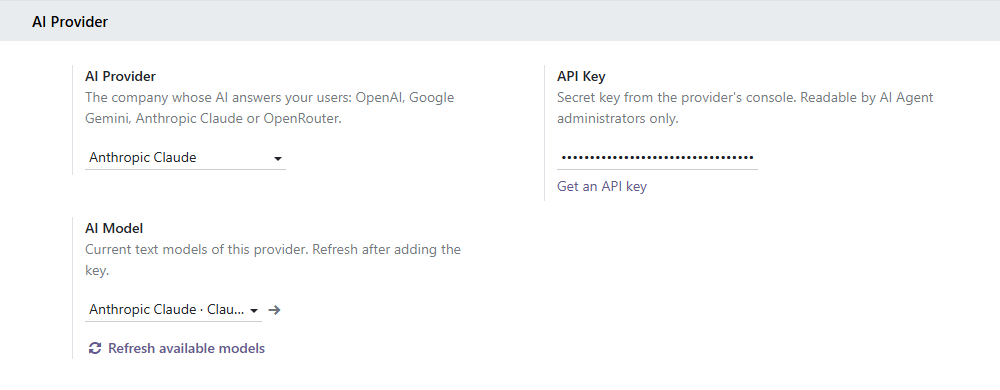 AI Provider
AI Provider
The company whose AI answers your users: OpenAI, Google
Gemini, Anthropic Claude or OpenRouter.
Anthropic Claude
API Key
Secret key from the provider's console. Readable by AI Agent
administrators only.
••••••••••••••••••••••••••••••••••
Get an API key
AI Model
Current text models of this provider. Refresh after adding the
key.
Anthropic Claude · Clau...
Refresh available models